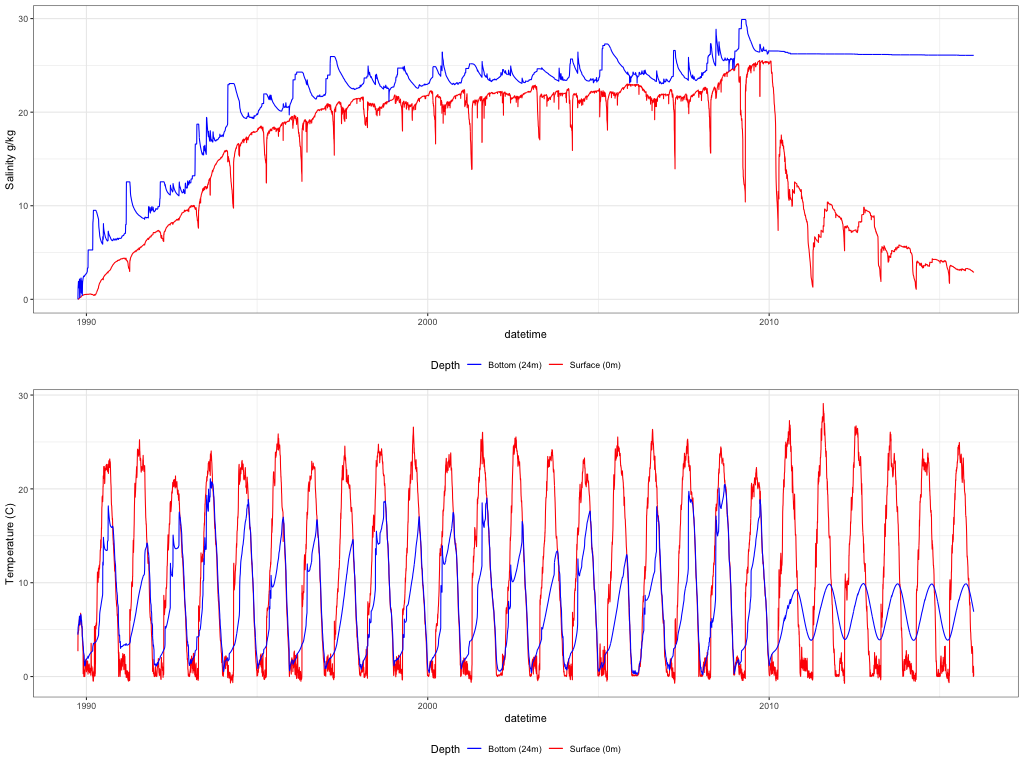 30
20
10
0
Salinity g/kg
1990 2000 2010
datetime
Depth Bottom (24m) Surface (0m)
30
20
10
0
Temperature (C)
1990 2000 2010
datetime
Depth Bottom (24m) Surface (0m)